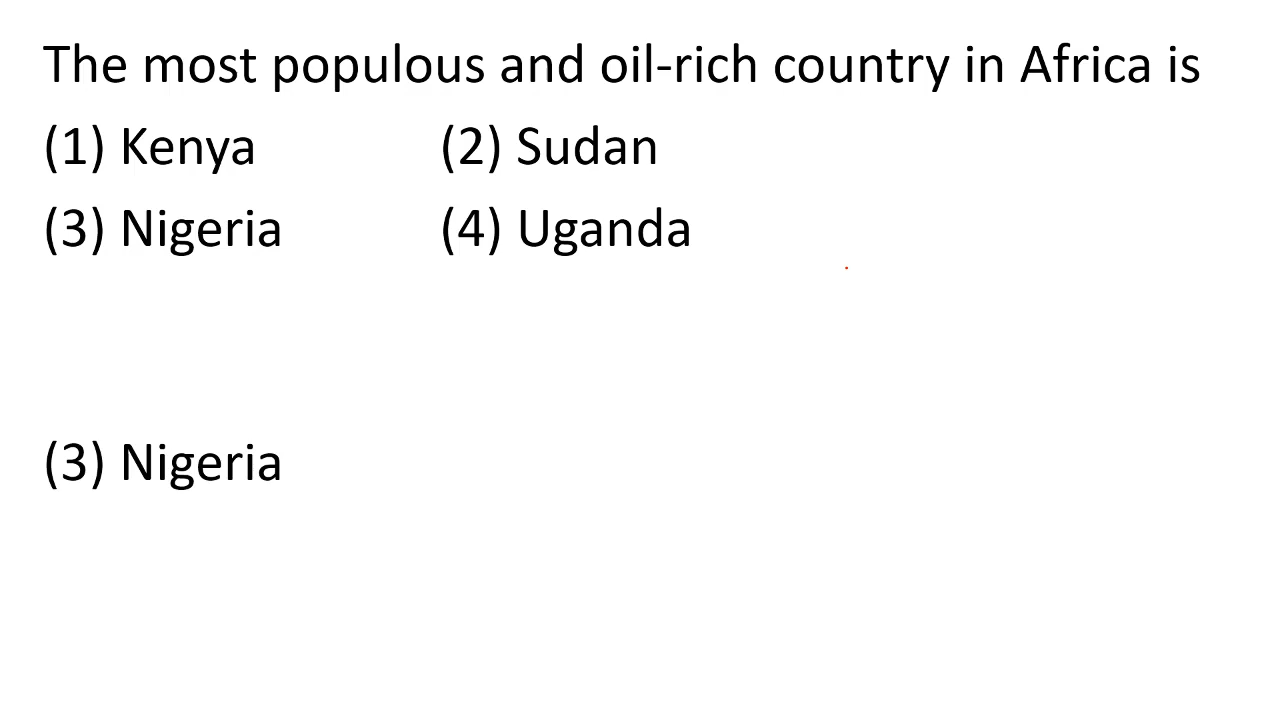 The most populous and oil-rich country in Africa is
(1) Kenya (2) Sudan
(3) Nigeria (4) Uganda
(3) Nigeria